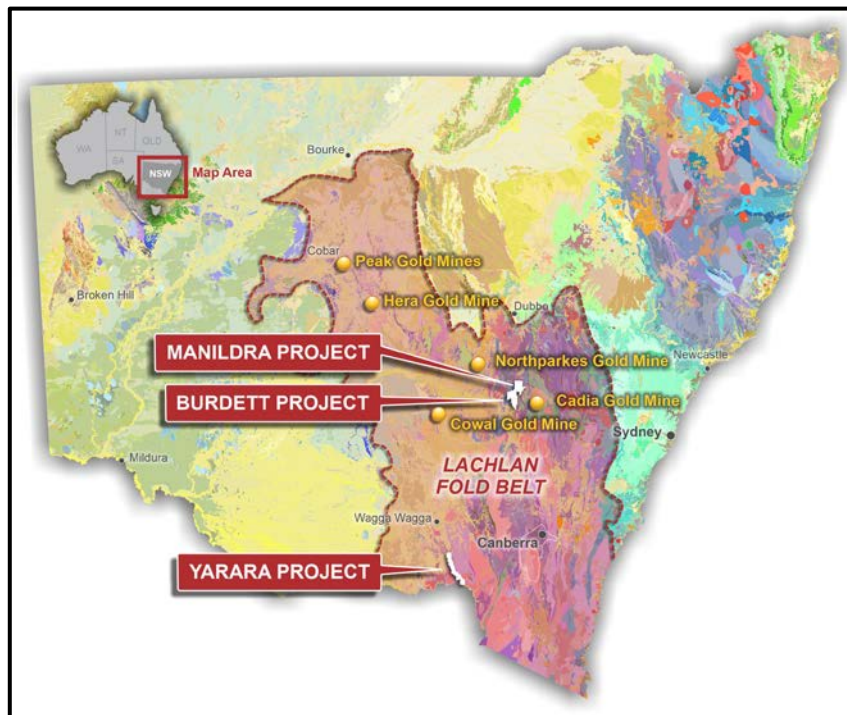 Bourke
NT
QLD
WA
SA
NSW
Map Area
Cobar
Peak Gold Mines
Broken Hill
Hera Gold Mine
Dubbo
MANILDRA PROJECT
Northparkes Gold Mine
Newcastle
BURDETT PROJECT
Cadia Gold Mine
Cowal Gold Mine
Sydney
Mildura
LACHLAN
FOLD BELT
Wagga Wagga
Canberra
YARARA PROJECT